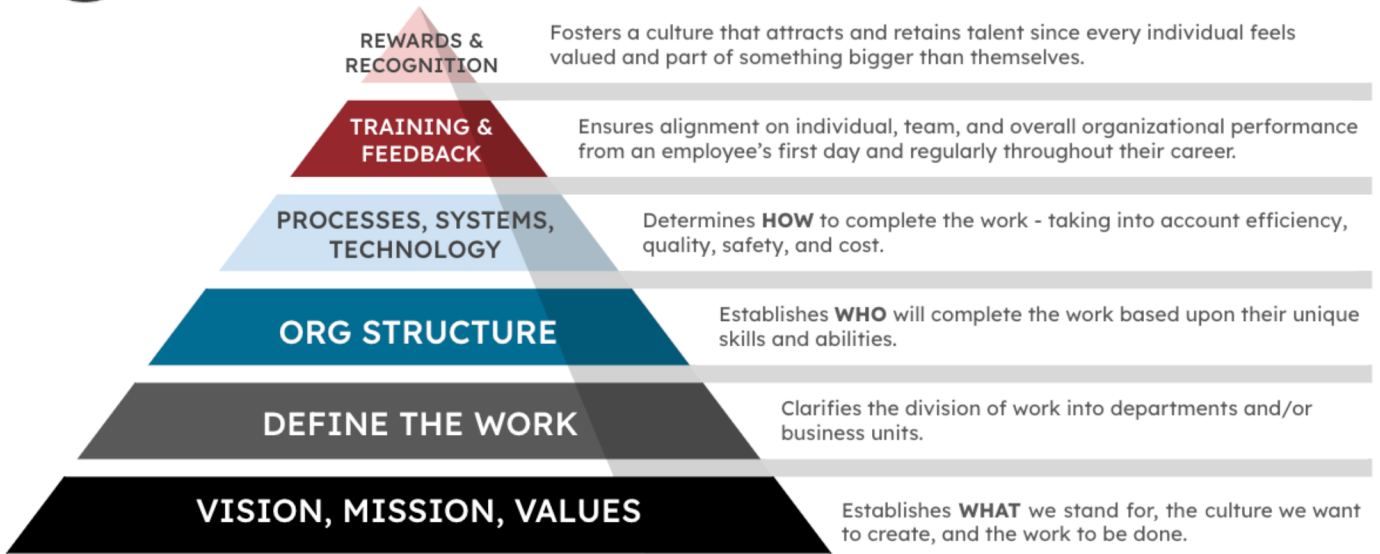 REWARDS &
RECOGNITION
Fosters a culture that attracts and retains talent since every individual feels
valued and part of something bigger than themselves.
TRAINING &
FEEDBACK
Ensures alignment on individual, team, and overall organizational performance
from an employee’s first day and regularly throughout their career.
PROCESSES, SYSTEMS,
TECHNOLOGY
Determines HOW to complete the work - taking into account efficiency,
quality, safety, and cost.
ORG STRUCTURE
Establishes WHO will complete the work based upon their unique
skills and abilities.
DEFINE THE WORK
Clarifies the division of work into departments and/or
business units.
VISION, MISSION, VALUES
Establishes WHAT we stand for, the culture we want
to create, and the work to be done.